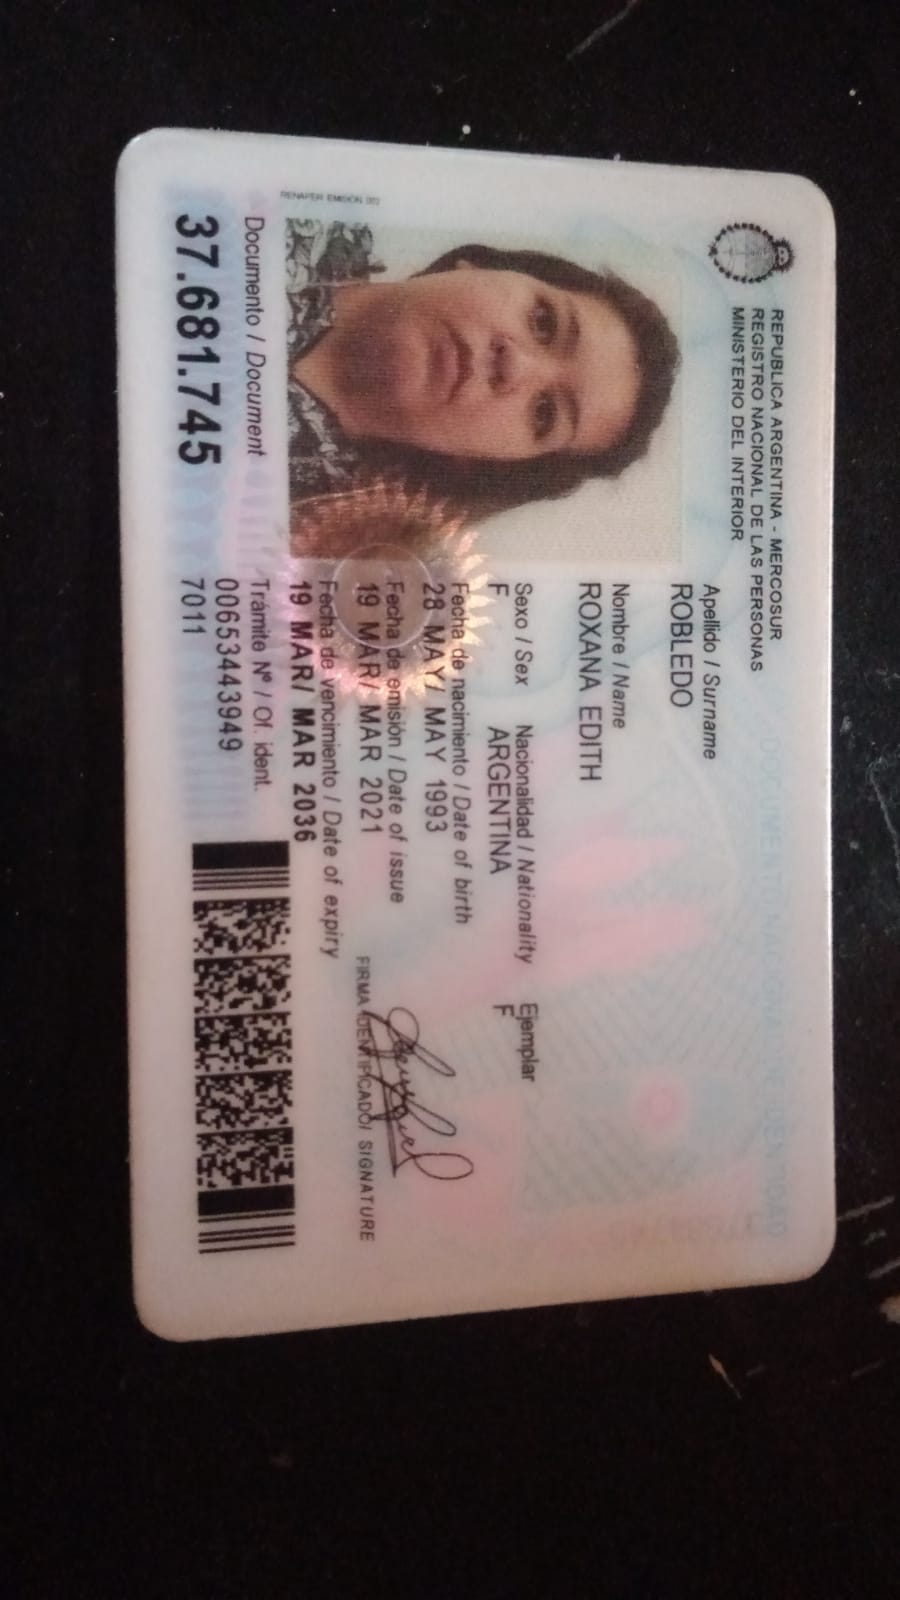 REPUBLICA ARGENTINA - MERCOSUR
REGISTRO NACIONAL DE LAS PERSONAS
MINISTERIO DEL INTERIOR
DOCUMENTO NACIONAL DE IDENTIDAD
Apellido / Surname
ROBLEDO
Nombre / Name
ROXANA EDITH
Sexo / Sex Nacionalidad / Nationality Ejemplar
F ARGENTINA F
Fecha de nacimiento / Date of birth
28 MAY/ MAY 1993
Fecha de emisión / Date of issue
19 MAR/ MAR 2021
Fecha de vencimiento / Date of expiry
19 MAR/ MAR 2036
FIRMA IDENTIFICADO/ SIGNATURE
RENAPER EMISION
Documento / Document
37.681.745
Trámite Nº / Of. ident.
00653443949
7011